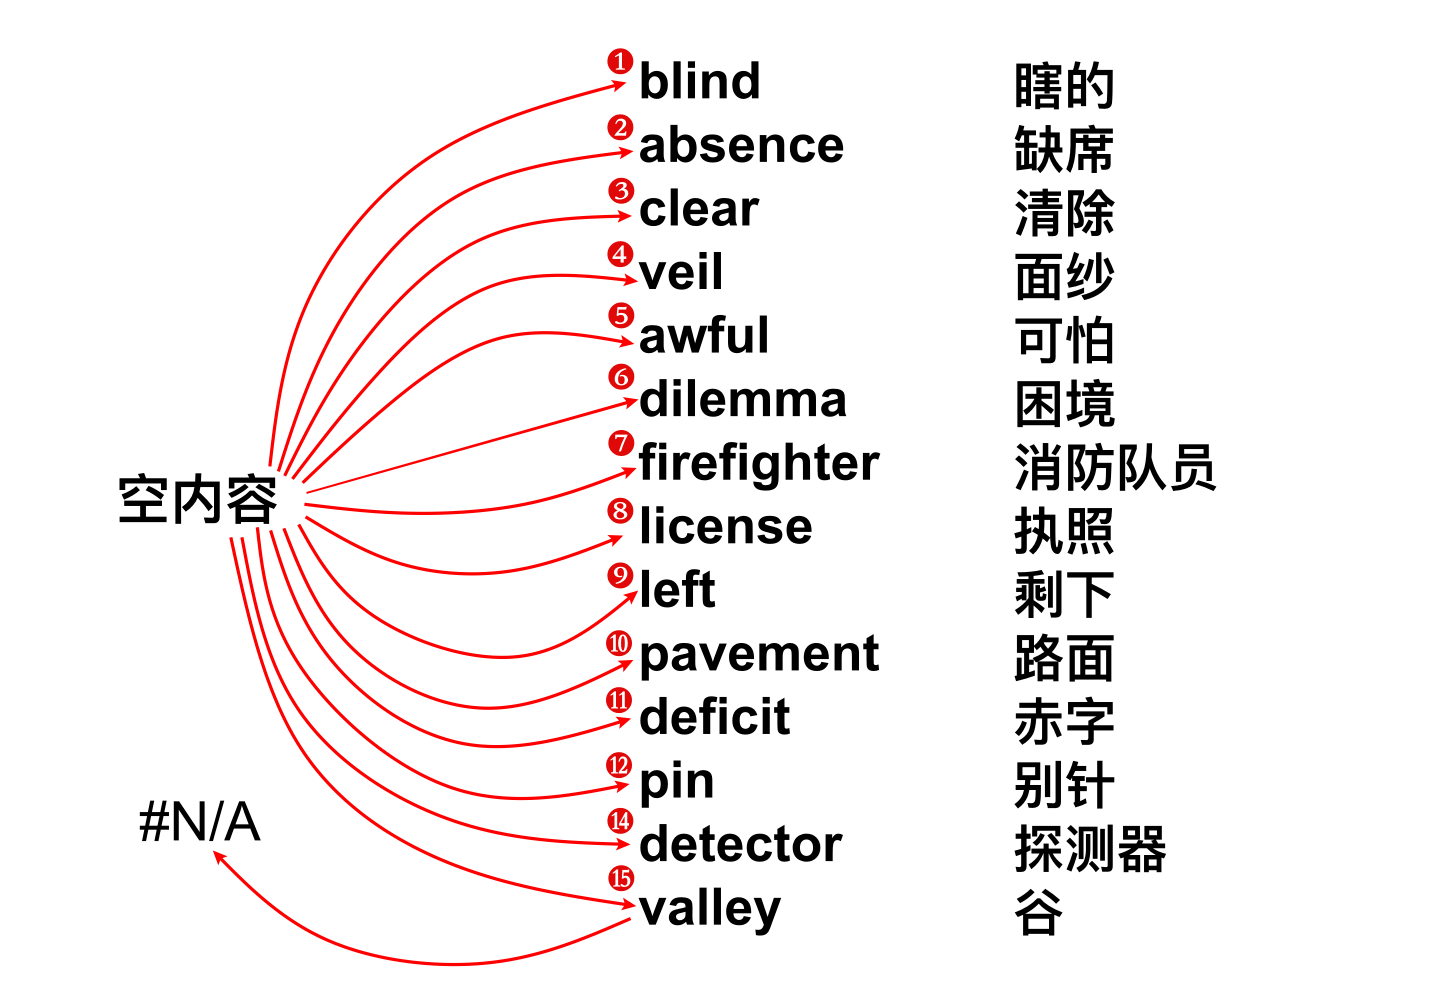 ❶ blind 瞎的
❷ absence 缺席
❸ clear 清除
❹ veil 面纱
❺ awful 可怕
❻ dilemma 困境
❼ firefighter 消防队员
空内容
❽ license 执照
❾ left 剩下
❿ pavement 路面
⓫ deficit 赤字
⓬ pin 别针
#N/A
⓮ detector 探测器
⓯ valley 谷